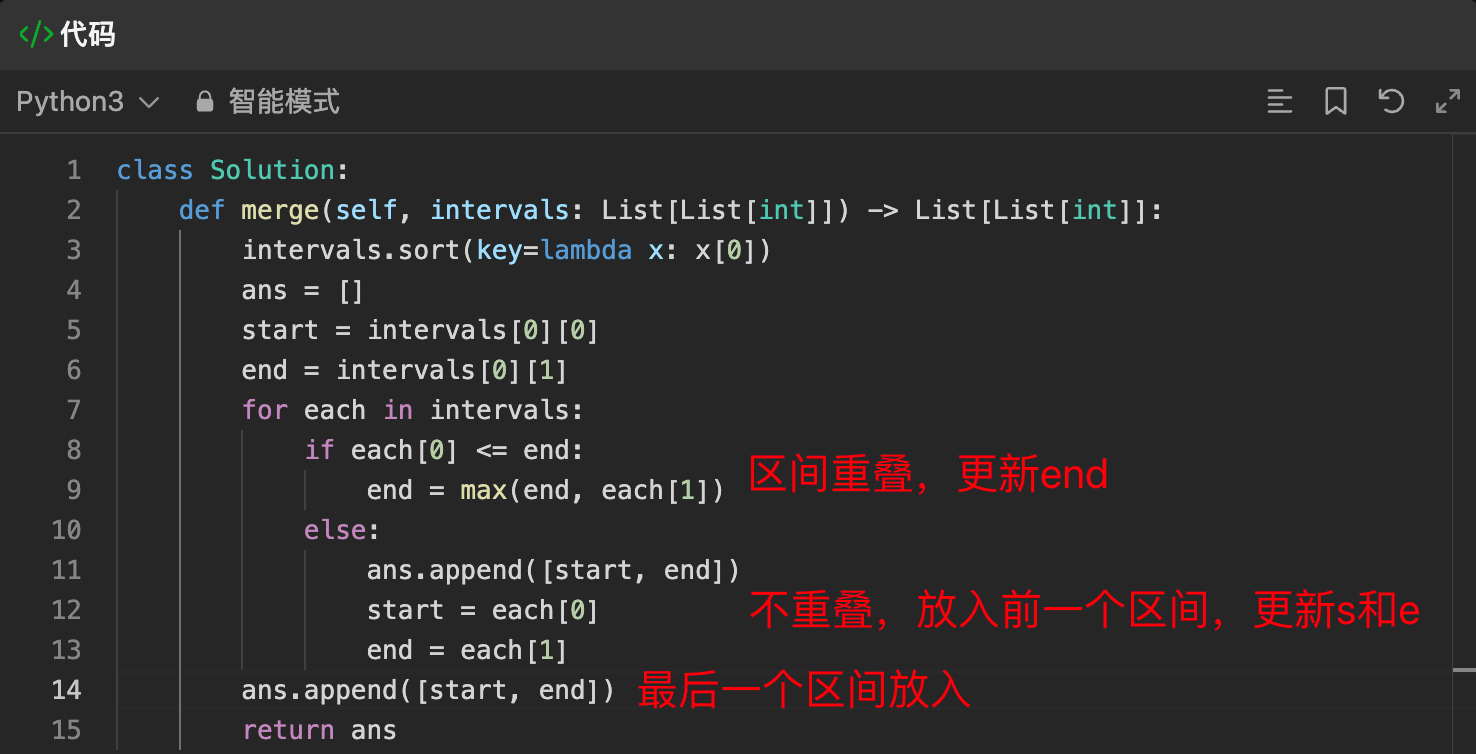 </> 代码
Python3 智能模式
1 class Solution:
2     def merge(self, intervals: List[List[int]]) -> List[List[int]]:
3         intervals.sort(key=lambda x: x[0])
4         ans = []
5         start = intervals[0][0]
6         end = intervals[0][1]
7         for each in intervals:
8             if each[0] <= end:
区间重叠，更新end
9                 end = max(end, each[1])
10             else:
11                 ans.append([start, end])
12                 start = each[0]
不重叠，放入前一个区间，更新s和e
13                 end = each[1]
14         ans.append([start, end]) 最后一个区间放入
15         return ans